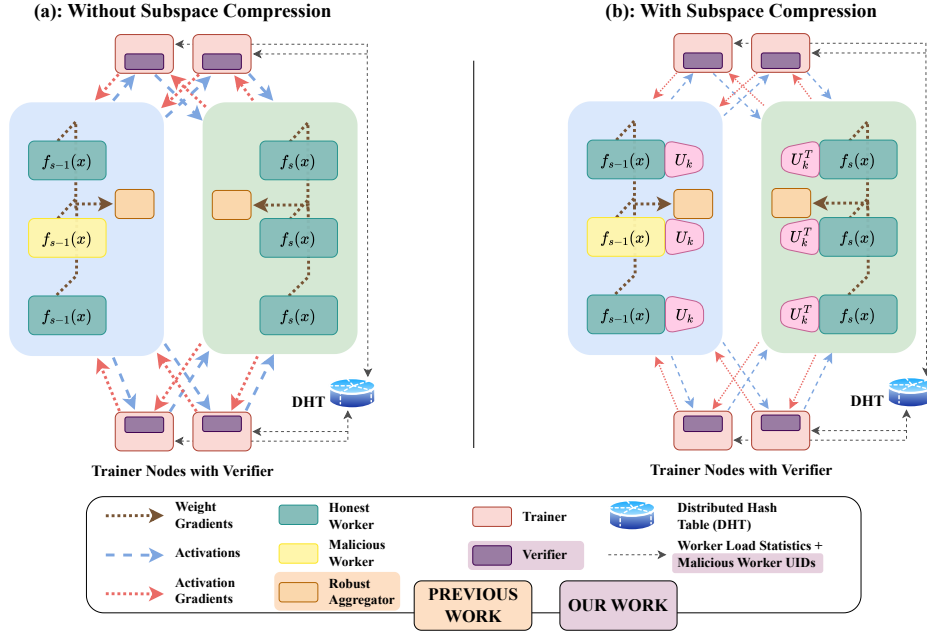 (a): Without Subspace Compression
(b): With Subspace Compression
f_{s-1}(x)
f_s(x)
f_{s-1}(x)
f_s(x)
f_{s-1}(x)
f_s(x)
DHT
Trainer Nodes with Verifier
f_{s-1}(x) U_k
U_k^T f_s(x)
f_{s-1}(x) U_k
U_k^T f_s(x)
f_{s-1}(x) U_k
U_k^T f_s(x)
DHT
Trainer Nodes with Verifier
Weight
Gradients
Activations
Activation
Gradients
Honest
Worker
Malicious
Worker
Robust
Aggregator
Trainer
Verifier
Distributed Hash
Table (DHT)
Worker Load Statistics +
Malicious Worker UIDs
PREVIOUS
WORK
OUR WORK